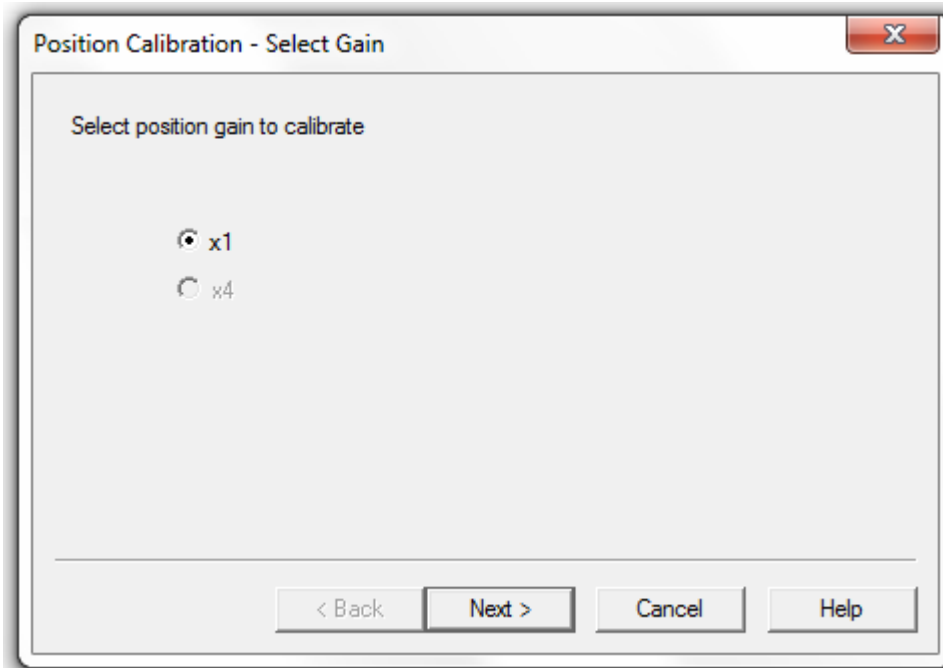 Position Calibration - Select Gain
Select position gain to calibrate
x1
x4
< Back Next > Cancel Help